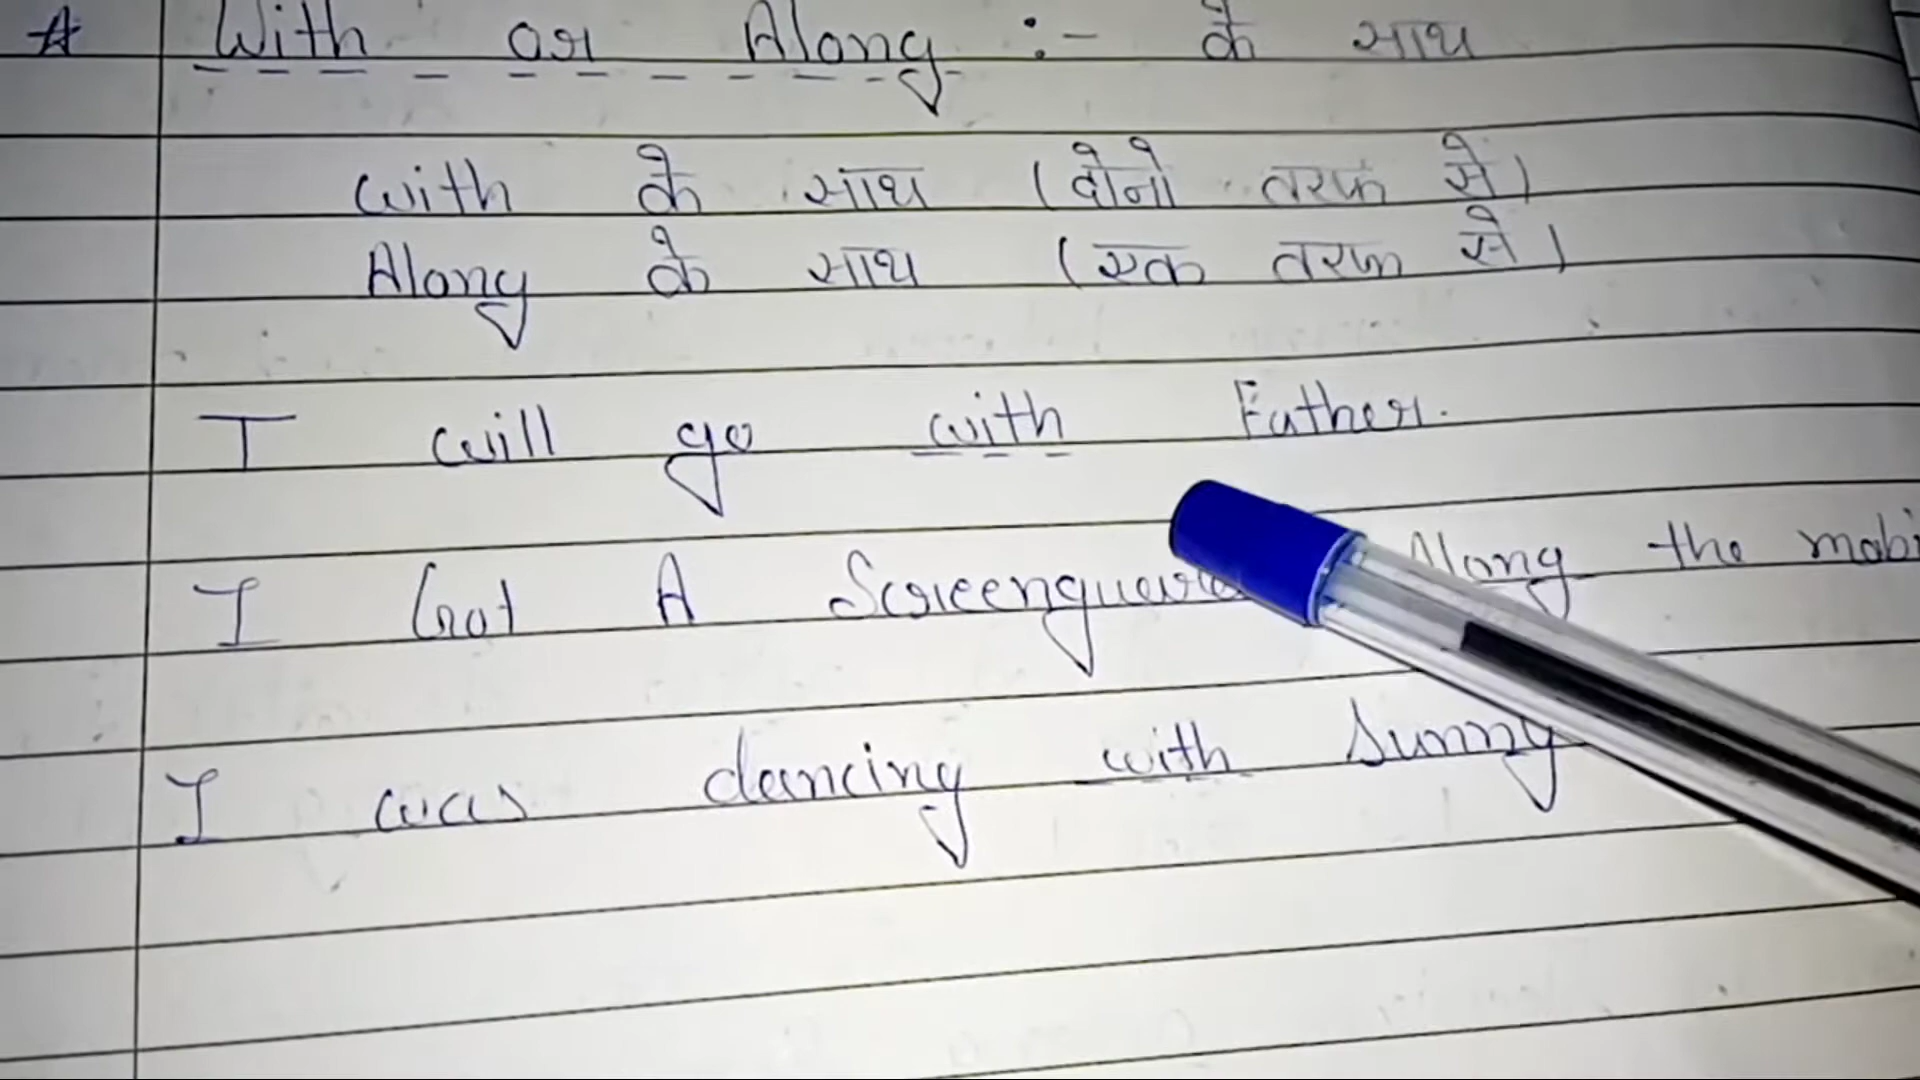 ☆ With or Along :- के साथ
with के साथ (दोनो तरफ से)
Along के साथ (एक तरफ से)
I will go with Father.
I Got A Along the
I was dancing with Sunny